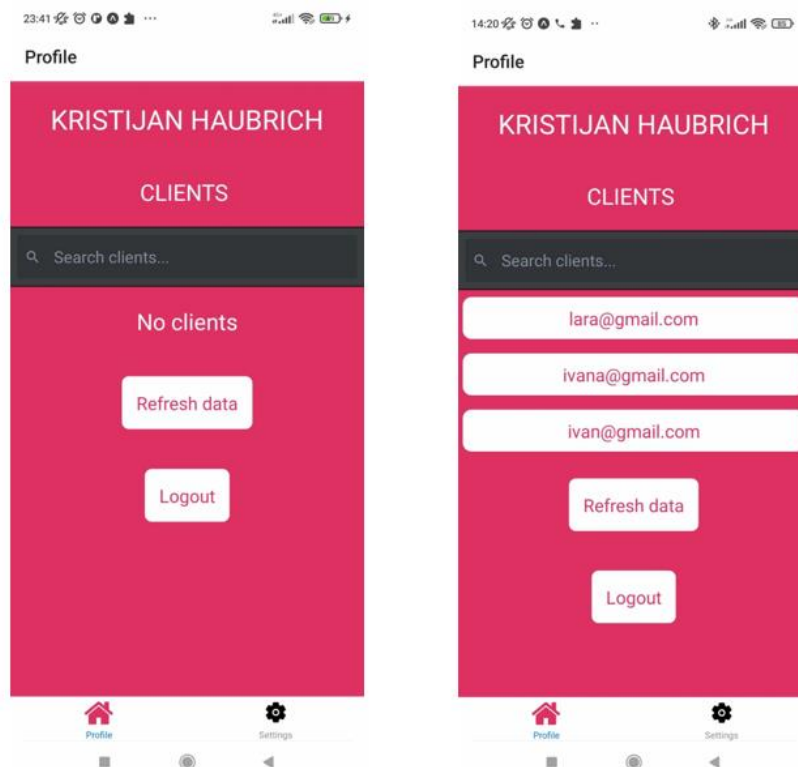 23:41
Profile
KRISTIJAN HAUBRICH
CLIENTS
Search clients...
No clients
Refresh data
Logout
Profile
Settings
14:20
Profile
KRISTIJAN HAUBRICH
CLIENTS
Search clients...
lara@gmail.com
ivana@gmail.com
ivan@gmail.com
Refresh data
Logout
Profile
Settings